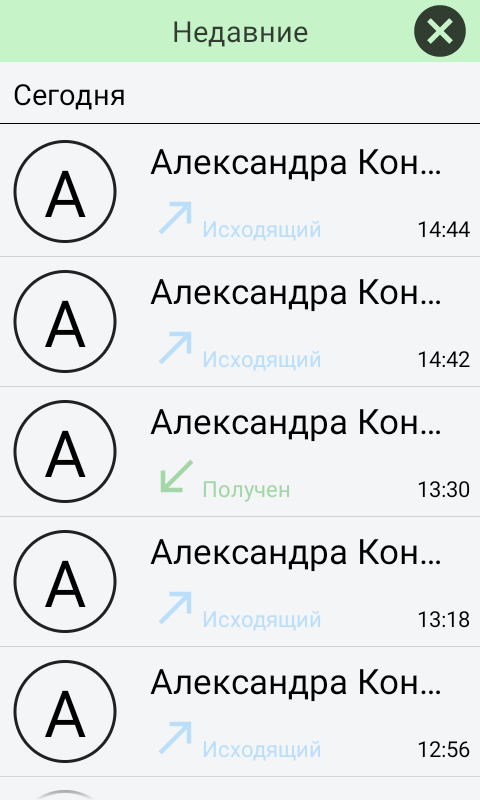 Недавние
Сегодня
А
Александра Кон...
Исходящий 14:44
А
Александра Кон...
Исходящий 14:42
А
Александра Кон...
Получен 13:30
А
Александра Кон...
Исходящий 13:18
А
Александра Кон...
Исходящий 12:56